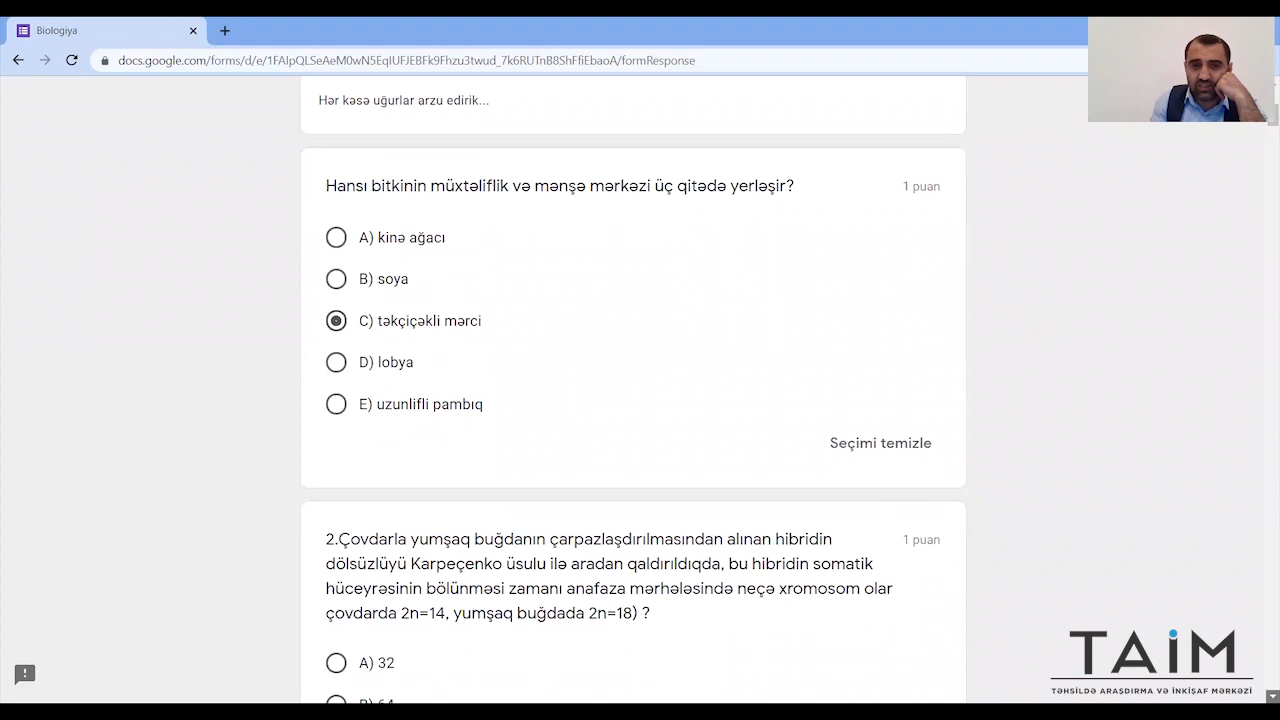 Biologiya
docs.google.com/forms/d/e/1FAIpQLSeAeM0wN5EqIUFJEBFk9Fhzu3twud_7k6RUTnB8ShFfiEbaoA/formResponse
Hər kəsə uğurlar arzu edirik...
Hansı bitkinin müxtəliflik və mənşə mərkəzi üç qitədə yerləşir?
1 puan
A) kinə ağacı
B) soya
C) təkçiçəkli mərci
D) lobya
E) uzunlifli pambıq
Seçimi temizle
2.Çovdarla yumşaq buğdanın çarpazlaşdırılmasından alınan hibridin
1 puan
dölsüzlüyü Karpeçenko üsulu ilə aradan qaldırıldıqda, bu hibridin somatik
hüceyrəsinin bölünməsi zamanı anafaza mərhələsində neçə xromosom olar
çovdarda 2n=14, yumşaq buğdada 2n=18) ?
A) 32
B) 64
TAİM
TƏHSİLDƏ ARAŞDIRMA VƏ İNKİŞAF MƏRKƏZİ